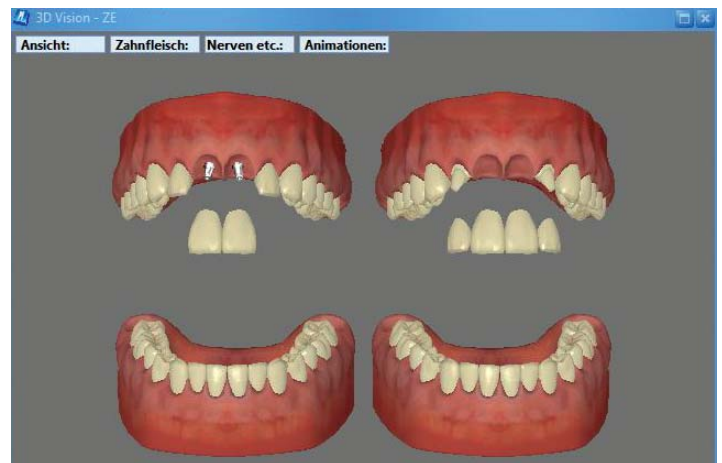 3D Vision - ZE
Ansicht: Zahnfleisch: Nerven etc.: Animationen: